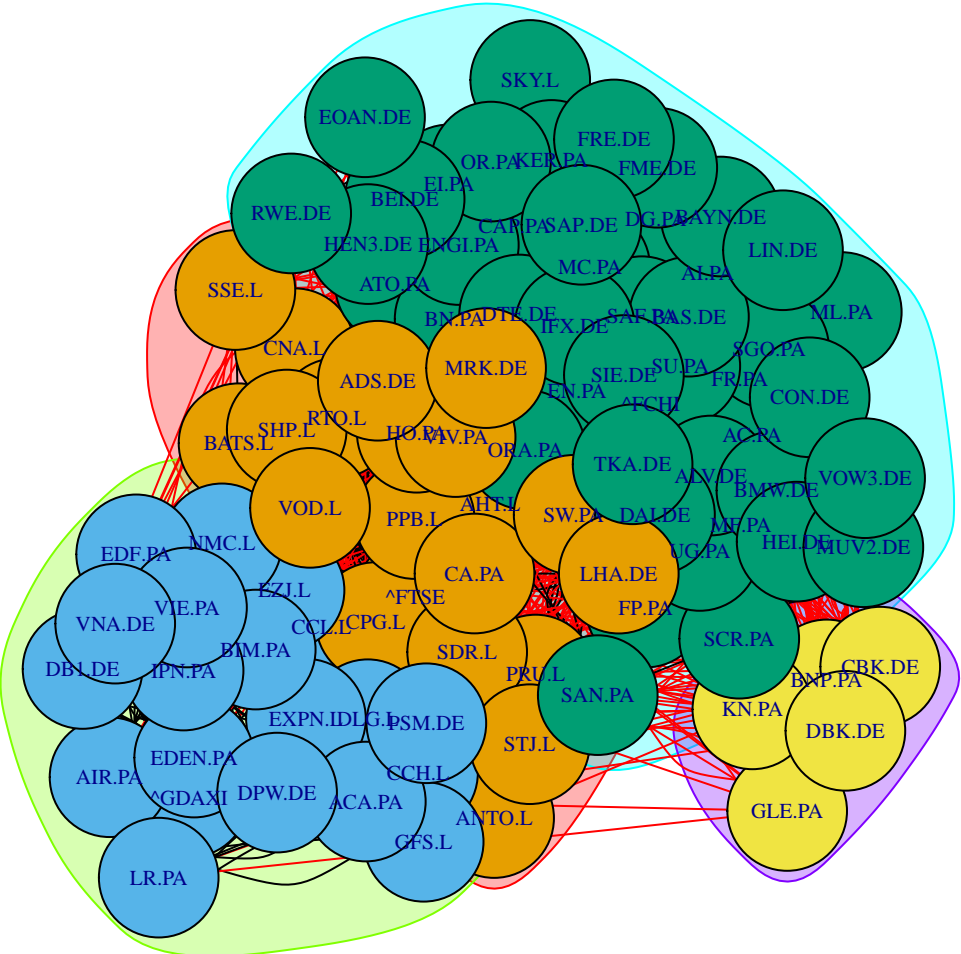 SKY.L
EOAN.DE
FRE.DE
OR.PA
KER.PA
FME.DE
EI.PA
BEI.DE
RWE.DE
CAP.PA
SAP.DE
DG.PA
BAYN.DE
HEN3.DE
ENGI.PA
LIN.DE
MC.PA
AI.PA
SSE.L
ATO.PA
ML.PA
BN.PA
DTE.DE
IFX.DE
SAF.PA
BAS.DE
CNA.L
SGO.PA
ADS.DE
MRK.DE
SIE.DE
SU.PA
FR.PA
EN.PA
^FCHI
CON.DE
RTO.L
SHP.L
BATS.L
HO.PA
VIV.PA
AC.PA
ORA.PA
TKA.DE
ALV.DE
VOW3.DE
BMW.DE
VOD.L
AHT.L
PPB.L
SW.PA
DAI.DE
MF.PA
NMC.L
EDF.PA
HEI.DE
MUV2.DE
UG.PA
CA.PA
LHA.DE
EZJ.L
^FTSE
VIE.PA
FP.PA
VNA.DE
CCL.L
CPG.L
SCR.PA
BIM.PA
SDR.L
DB1.DE
IPN.PA
PRU.L
CBK.DE
BNP.PA
SAN.PA
KN.PA
EXPN.L
DLG.L
PSM.DE
DBK.DE
STJ.L
EDEN.PA
AIR.PA
CCH.L
^GDAXI
DPW.DE
ACA.PA
GLE.PA
ANTO.L
GFS.L
LR.PA